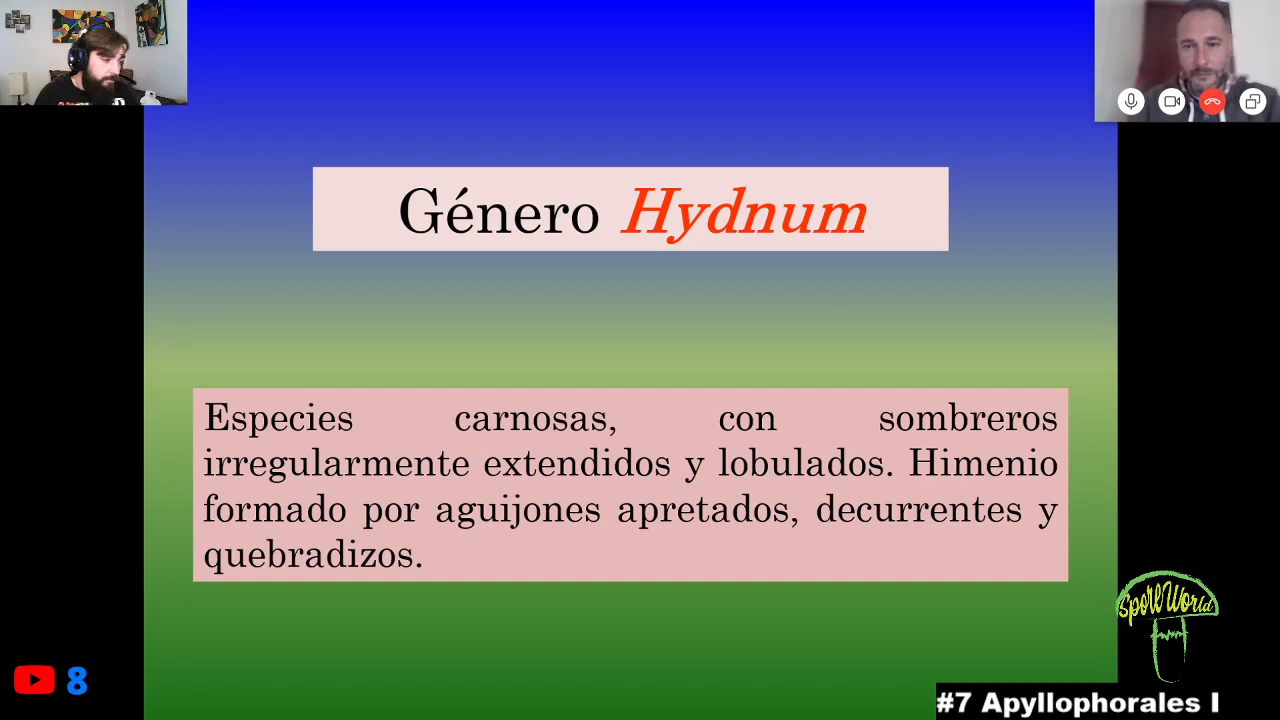 Género Hydnum
Especies carnosas, con sombreros
irregularmente extendidos y lobulados. Himenio
formado por aguijones apretados, decurrentes y
quebradizos.
SporeWorld
8
#7 Apyllophorales I